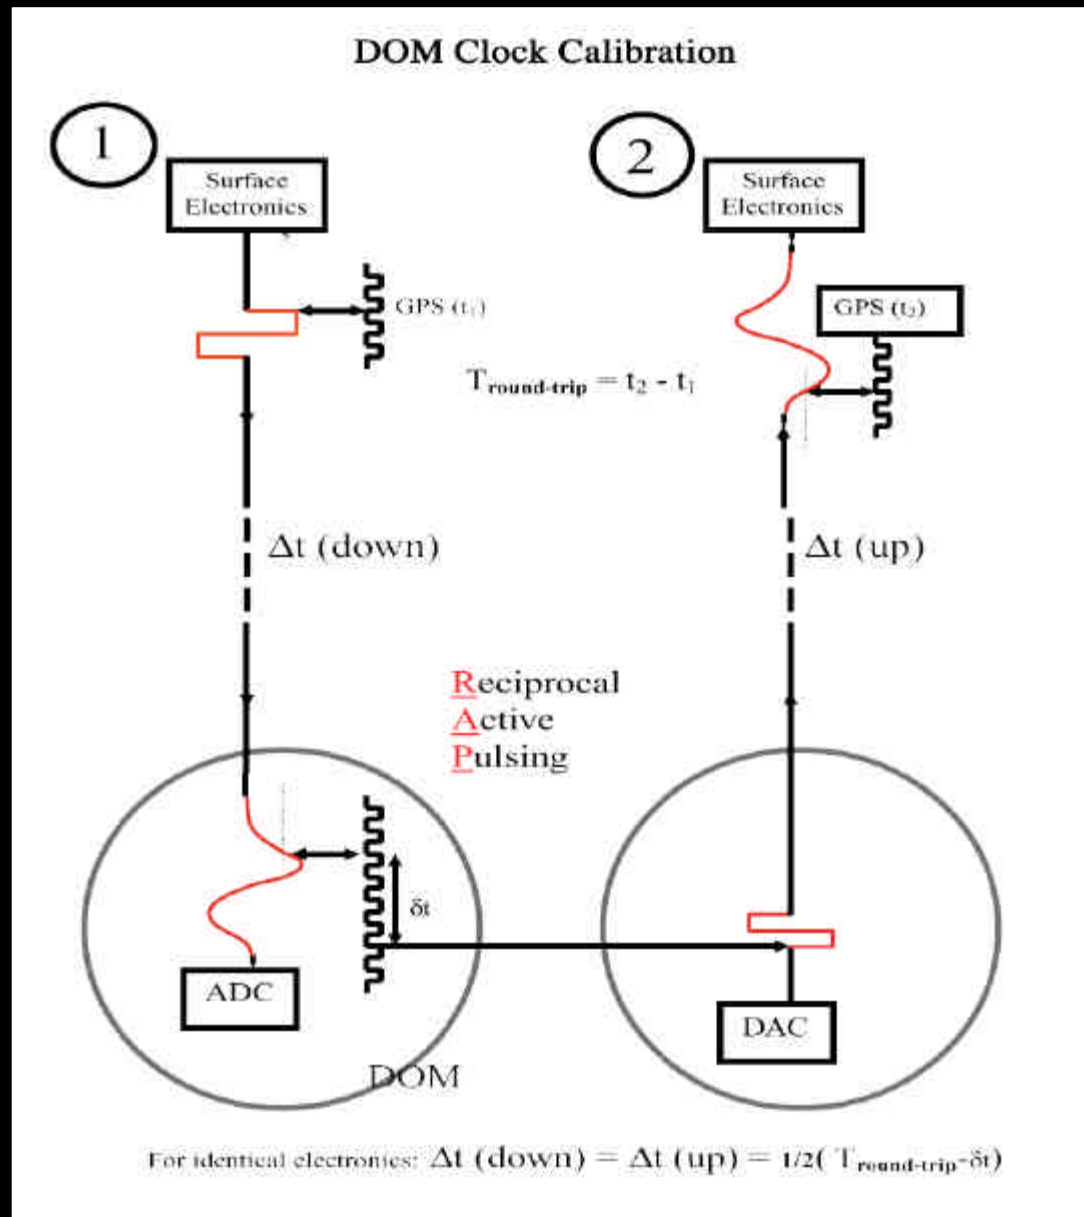 DOM Clock Calibration
1
Surface
Electronics
GPS (t₁)
2
Surface
Electronics
GPS (t₂)
T round-trip = t₂ - t₁
Δt (down)
Δt (up)
Reciprocal
Active
Pulsing
δt
ADC
DAC
DOM
For identical electronics: Δt (down) = Δt (up) = 1/2( T round-trip-δt)